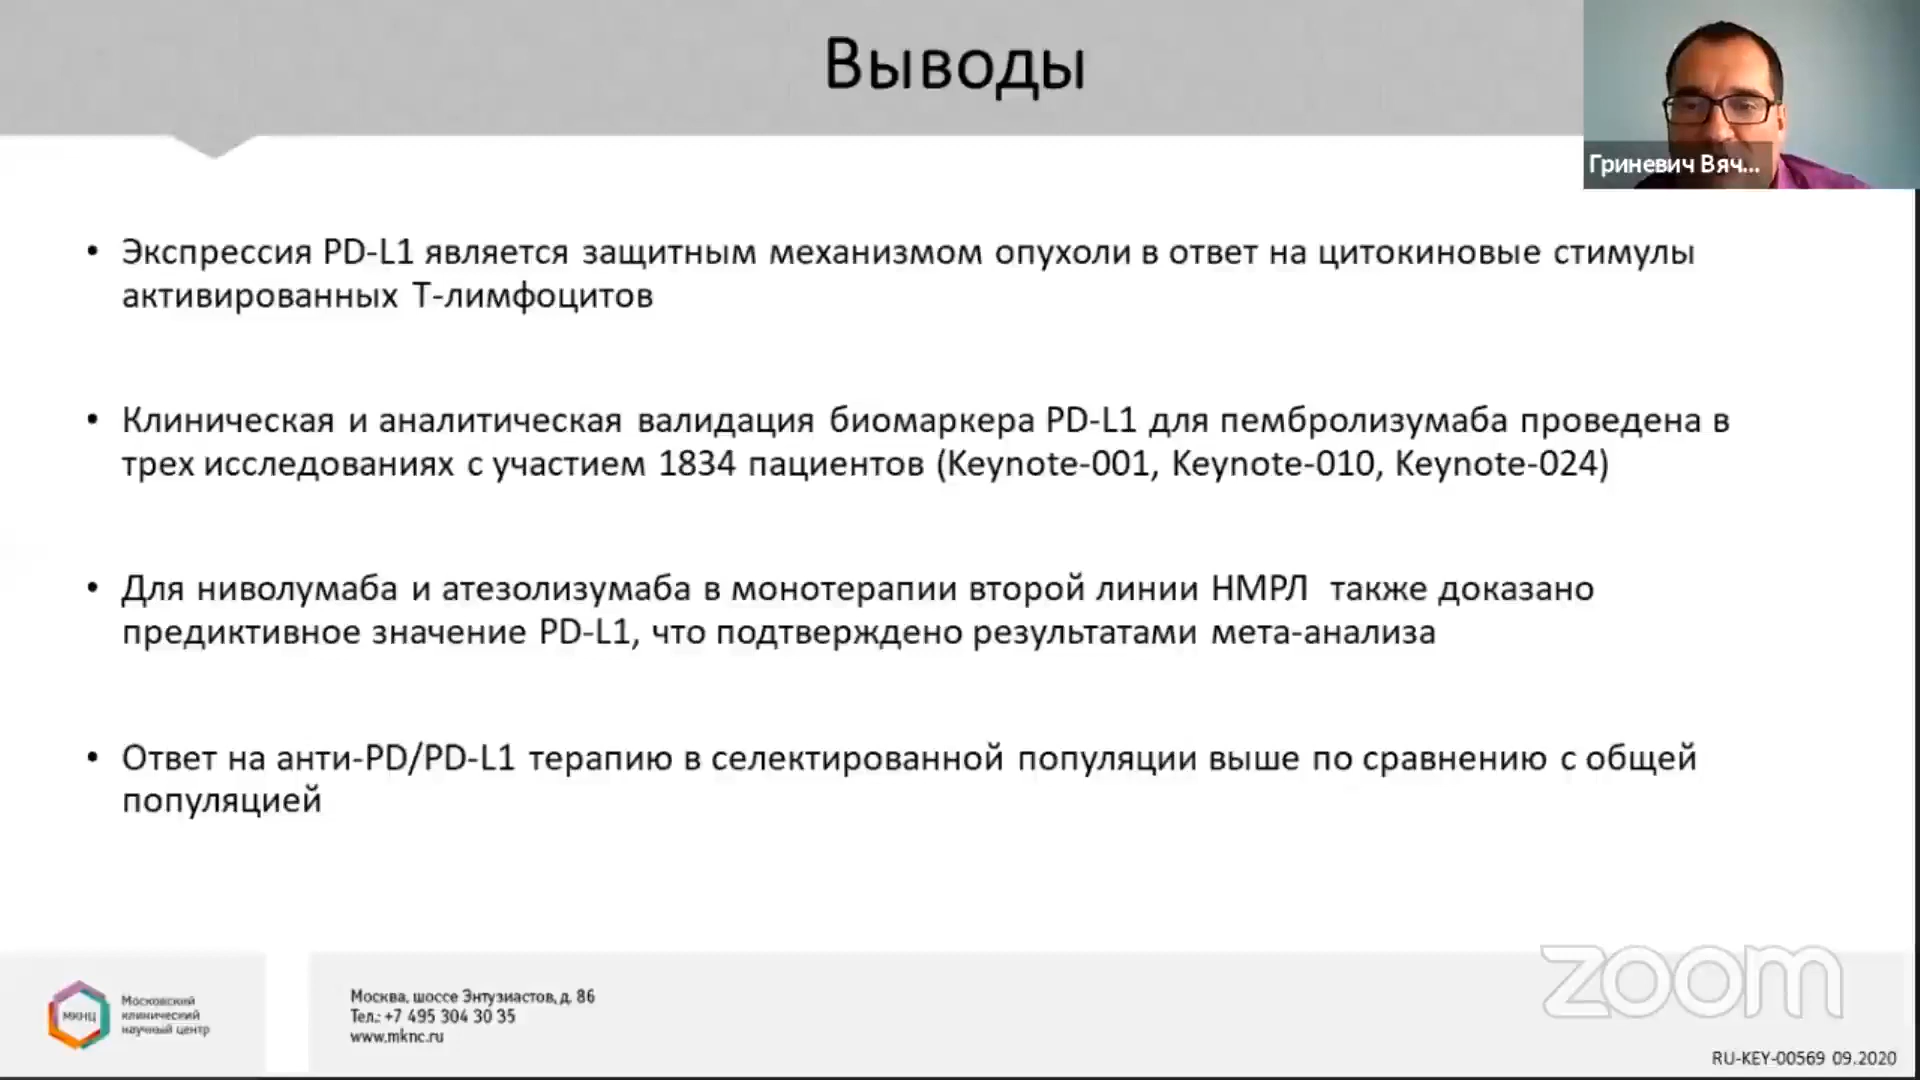 Выводы
Гриневич Вяч...
• Экспрессия PD-L1 является защитным механизмом опухоли в ответ на цитокиновые стимулы
активированных Т-лимфоцитов
• Клиническая и аналитическая валидация биомаркера PD-L1 для пембролизумаба проведена в
трех исследованиях с участием 1834 пациентов (Keynote-001, Keynote-010, Keynote-024)
• Для ниволумаба и атезолизумаба в монотерапии второй линии НМРЛ также доказано
предиктивное значение PD-L1, что подтверждено результатами мета-анализа
• Ответ на анти-PD/PD-L1 терапию в селектированной популяции выше по сравнению с общей
популяцией
МКНЦ
Московский
клинический
научный центр
Москва, шоссе Энтузиастов, д. 86
Тел.: +7 495 304 30 35
www.mknc.ru
zoom
RU-KEY-00569 09.2020